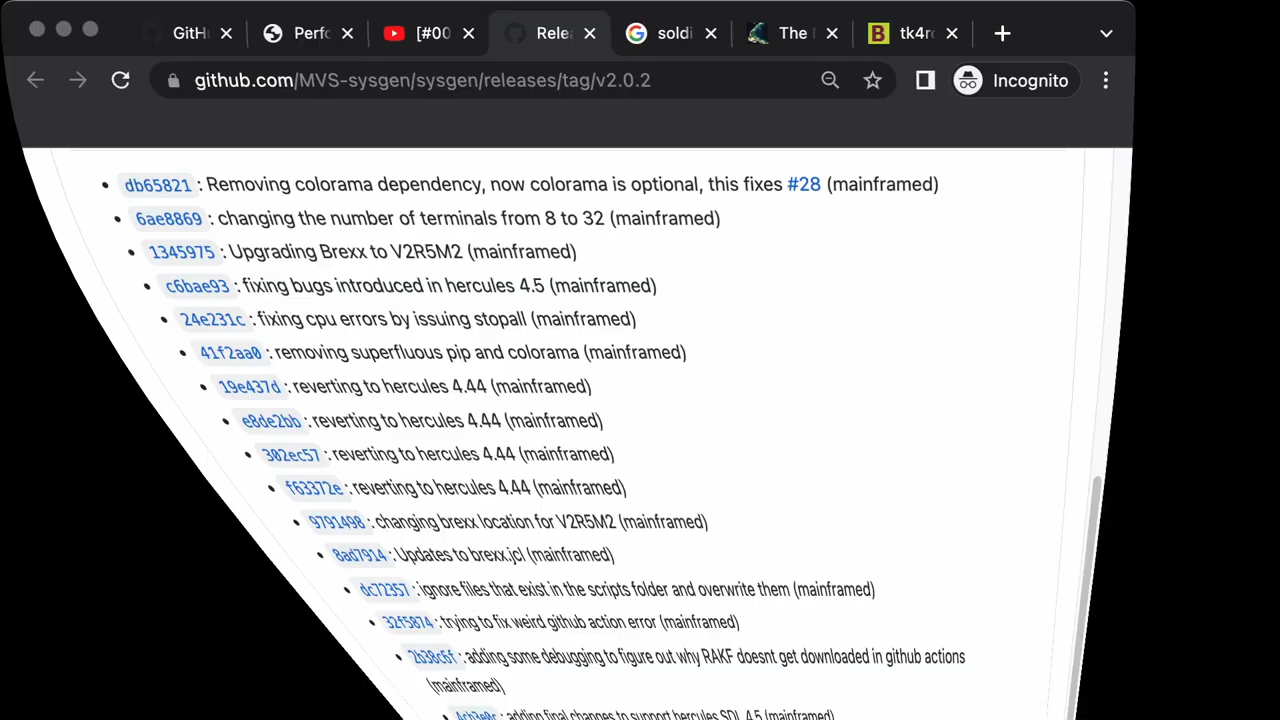 GitH
Perfo
[#00
Relea
soldi
The I
tk4ro
github.com/MVS-sysgen/sysgen/releases/tag/v2.0.2
Incognito
db65821 : Removing colorama dependency, now colorama is optional, this fixes #28 (mainframed)
6ae8869 : changing the number of terminals from 8 to 32 (mainframed)
1345975 : Upgrading Brexx to V2R5M2 (mainframed)
c6bae93 : fixing bugs introduced in hercules 4.5 (mainframed)
24e231c : fixing cpu errors by issuing stopall (mainframed)
41f2aa0 : removing superfluous pip and colorama (mainframed)
19e437d : reverting to hercules 4.44 (mainframed)
e8de2bb : reverting to hercules 4.44 (mainframed)
302ec57 : reverting to hercules 4.44 (mainframed)
f63372e : reverting to hercules 4.44 (mainframed)
9791498 : changing brexx location for V2R5M2 (mainframed)
8ad7914 : Updates to brexx.jcl (mainframed)
dc72357 : ignore files that exist in the scripts folder and overwrite them (mainframed)
32f5874 : trying to fix weird github action error (mainframed)
2b38c6f : adding some debugging to figure out why RAKF doesnt get downloaded in github actions
(mainframed)
: adding final changes to support hercules SDL 4.5 (mainframed)